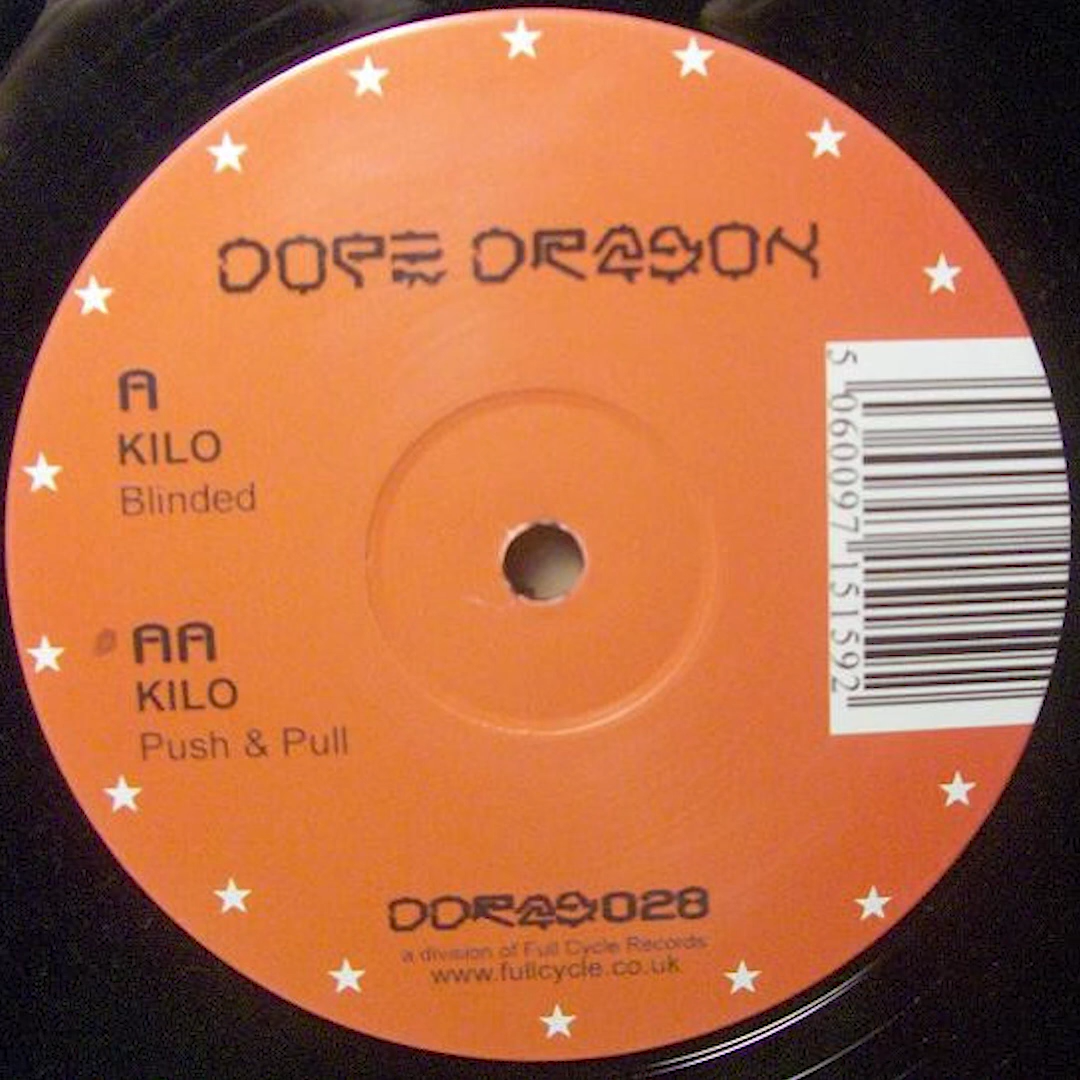 DOPE DRAGON
A
KILO
Blinded
AA
KILO
Push & Pull
5 060097 151592
DDRAG028
a division of Full Cycle Records
www.fullcycle.co.uk